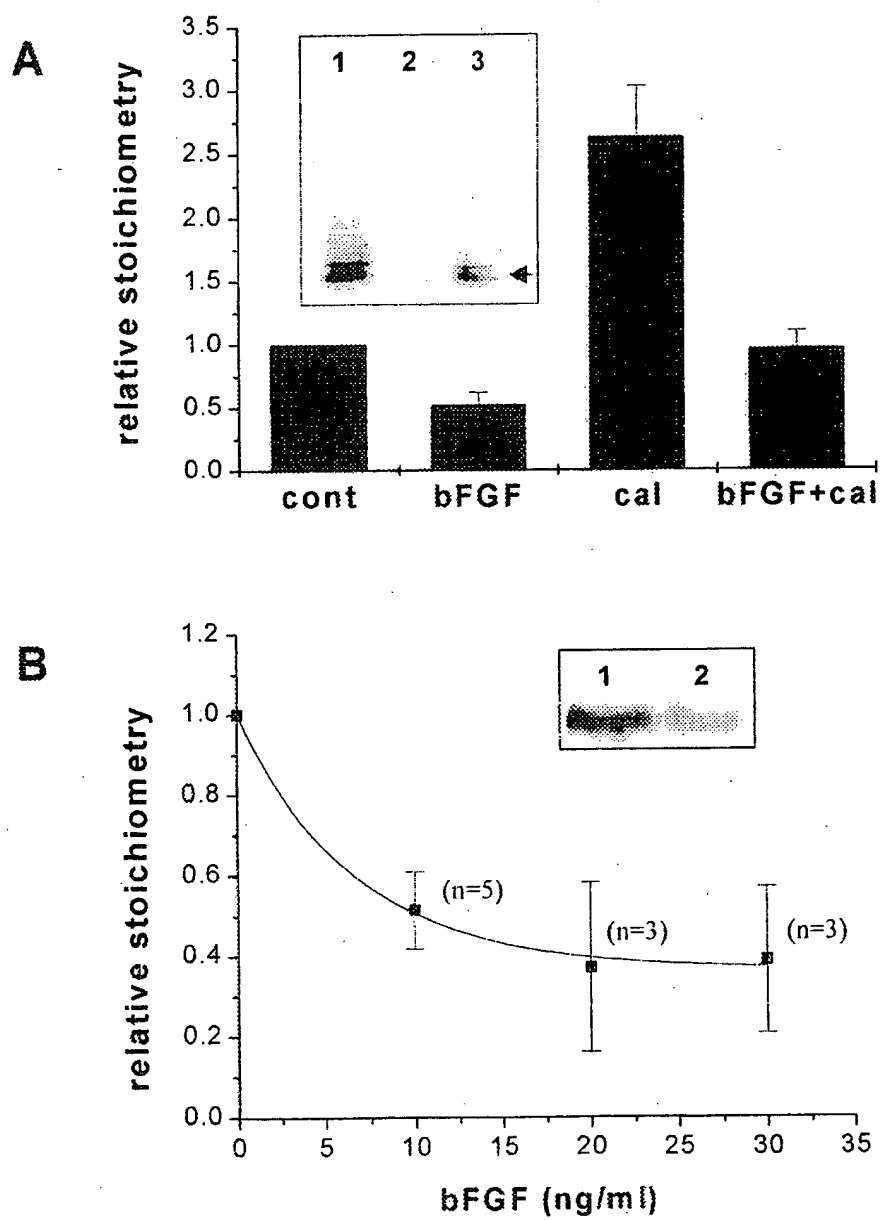 A
relative stoichiometry
3.5
3.0
2.5
2.0
1.5
1.0
0.5
0.0
1 2 3
cont bFGF cal bFGF+cal
B
relative stoichiometry
1.2
1.0
0.8
0.6
0.4
0.2
0.0
1 2
(n=5)
(n=3)
(n=3)
0 5 10 15 20 25 30 35
bFGF (ng/ml)